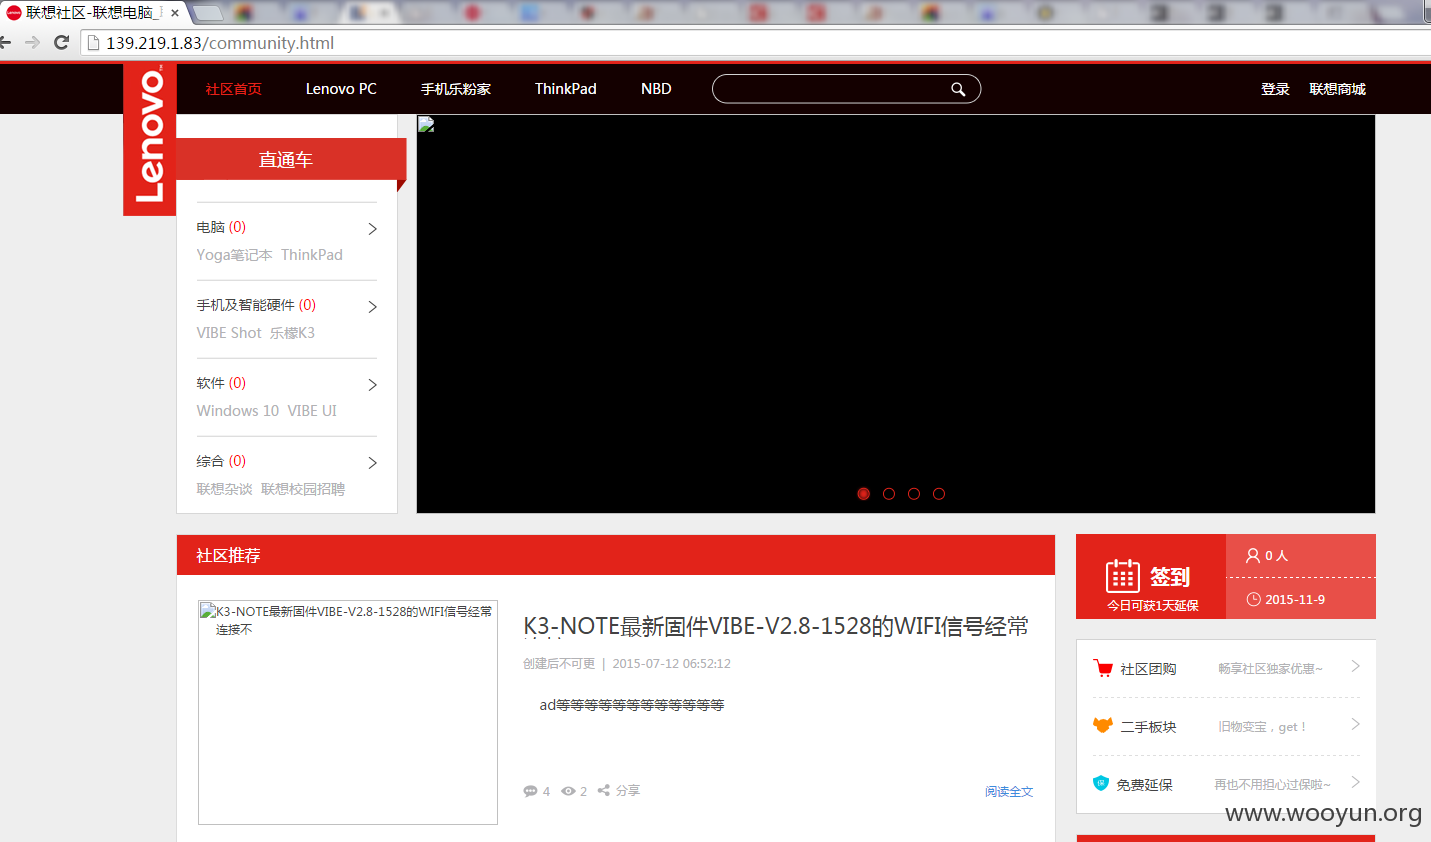 联想社区-联想电脑_
139.219.1.83/community.html
Lenovo
社区首页 Lenovo PC 手机乐粉家 ThinkPad NBD 登录 联想商城
直通车
电脑 (0)
Yoga笔记本 ThinkPad
手机及智能硬件 (0)
VIBE Shot 乐檬K3
软件 (0)
Windows 10 VIBE UI
综合 (0)
联想杂谈 联想校园招聘
社区推荐
K3-NOTE最新固件VIBE-V2.8-1528的WIFI信号经常
连接不
K3-NOTE最新固件VIBE-V2.8-1528的WIFI信号经常
创建后不可更 | 2015-07-12 06:52:12
ad等等等等等等等等等等等等
4 2 分享 阅读全文
签到
今日可获1天延保
0 人
2015-11-9
社区团购 畅享社区独家优惠~
二手板块 旧物变宝，get！
免费延保 再也不用担心过保啦~
www.wooyun.org